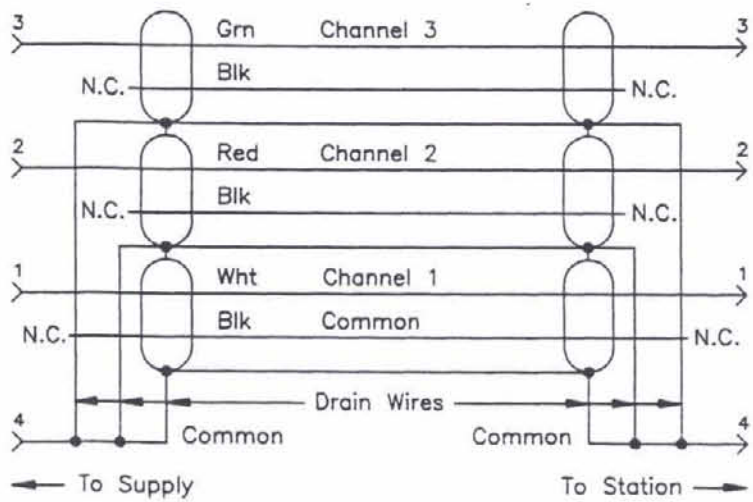 3 Grn Channel 3 3
Blk
N.C. N.C.
2 Red Channel 2 2
Blk
N.C. N.C.
1 Wht Channel 1 1
Blk Common
N.C. N.C.
Drain Wires
4 Common Common 4
To Supply To Station